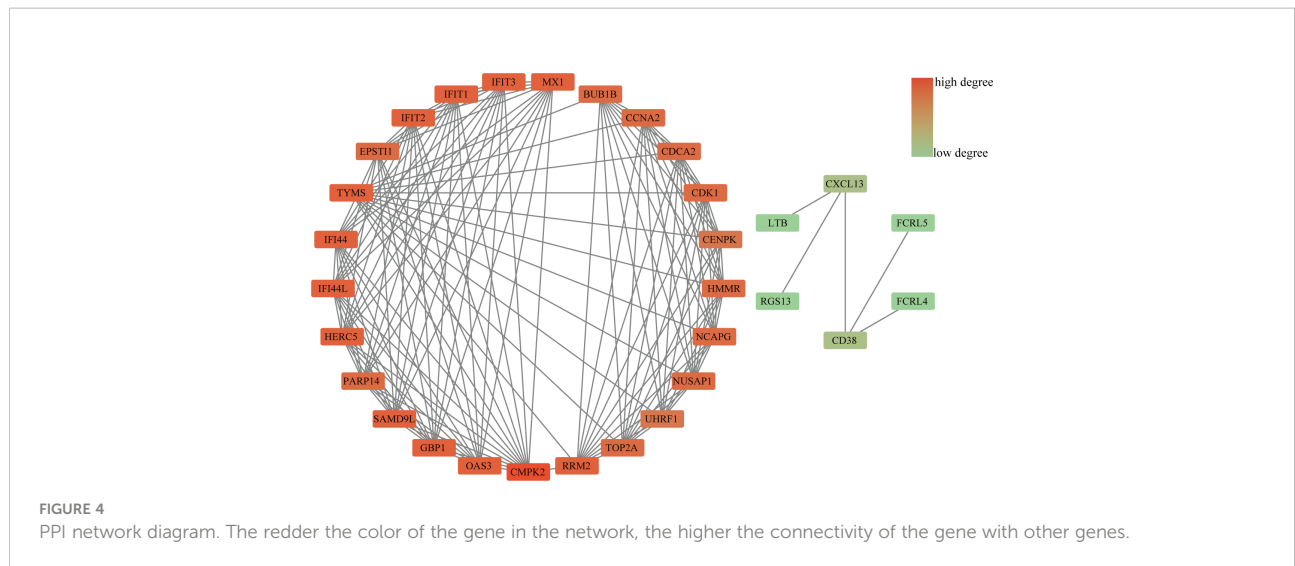 IFIT3
MX1
IFIT1
BUB1B
IFIT2
CCNA2
EPSTI1
CDCA2
TYMS
CDK1
IFI44
CENPK
IFI44L
HMMR
HERC5
NCAPG
PARP14
NUSAP1
SAMD9L
UHRF1
GBP1
TOP2A
OAS3
CMPK2
RRM2
high degree
low degree
CXCL13
LTB
FCRL5
RGS13
FCRL4
CD38
FIGURE 4
PPI network diagram. The redder the color of the gene in the network, the higher the connectivity of the gene with other genes.